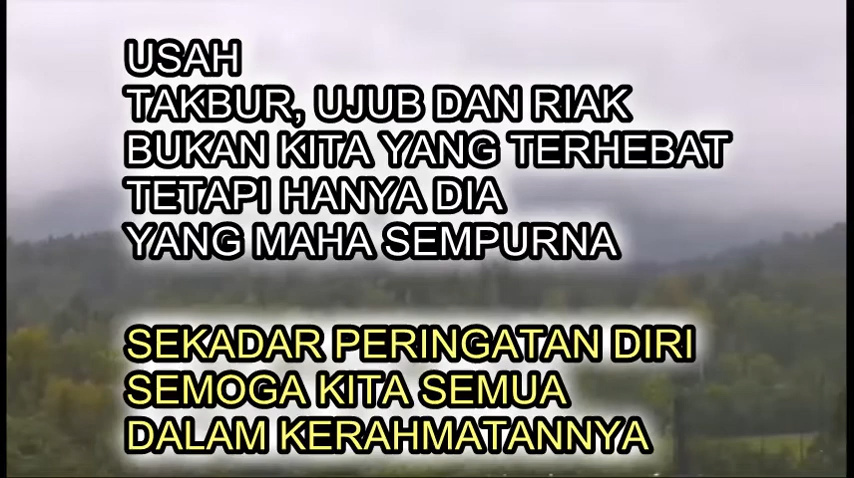 USAH
TAKBUR, UJUB DAN RIAK
BUKAN KITA YANG TERHEBAT
TETAPI HANYA DIA
YANG MAHA SEMPURNA
SEKADAR PERINGATAN DIRI
SEMOGA KITA SEMUA
DALAM KERAHMATANNYA